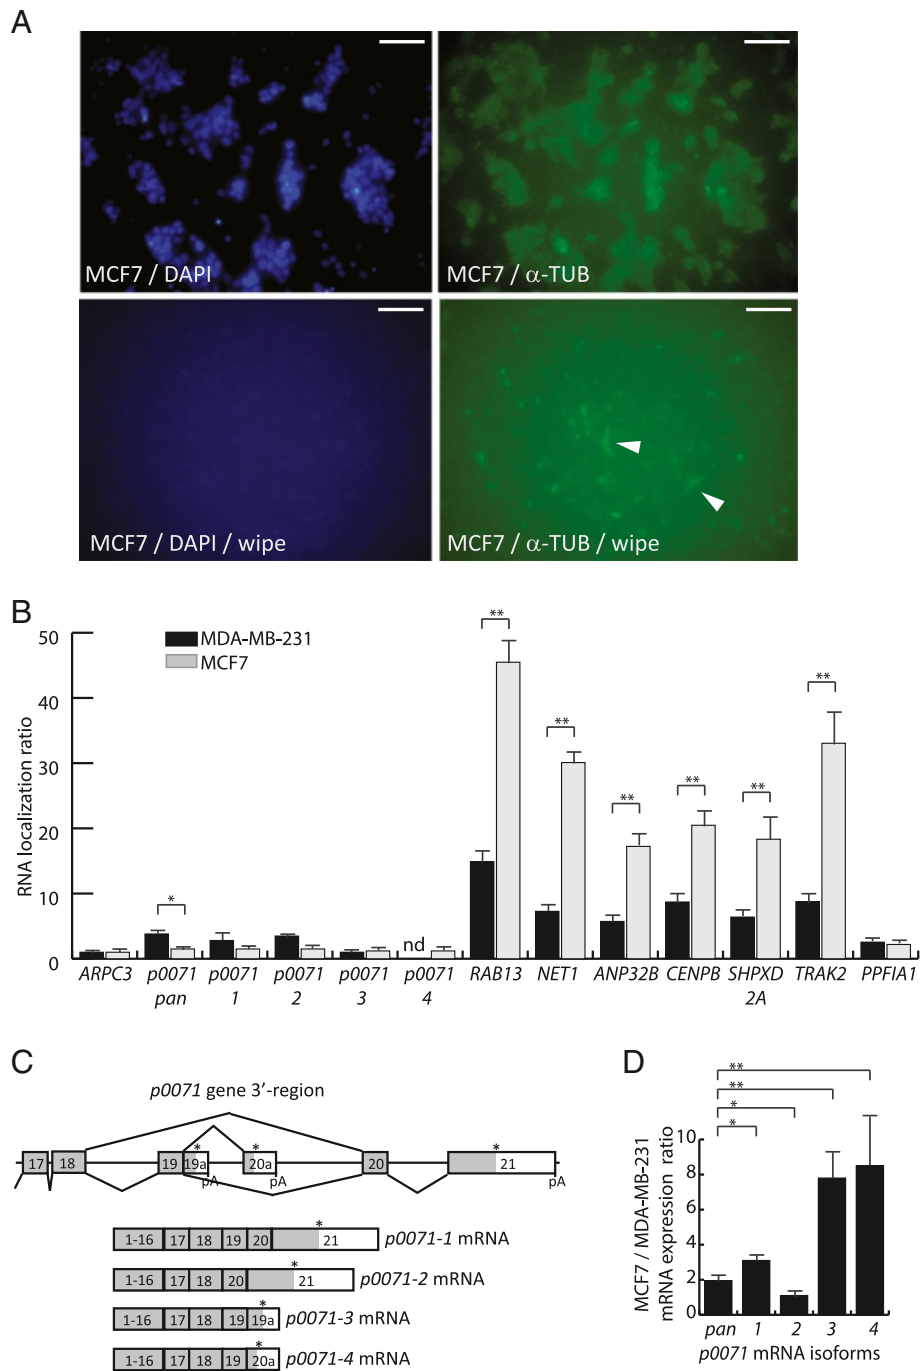 A
MCF7 / DAPI
MCF7 / α-TUB
MCF7 / DAPI / wipe
MCF7 / α-TUB / wipe
B
RNA localization ratio
50
40
30
20
10
0
MDA-MB-231
MCF7
*
nd
**
**
**
**
**
**
ARPC3
p0071 pan
p0071 1
p0071 2
p0071 3
p0071 4
RAB13
NET1
ANP32B
CENPB
SHPXD 2A
TRAK2
PPFIA1
C
p0071 gene 3'-region
* * *
17 18 19 19a 20a 20 21
pA pA
*
1-16 17 18 19 20 21 p0071-1 mRNA
*
1-16 17 18 20 21 p0071-2 mRNA
*
1-16 17 18 19 19a p0071-3 mRNA
*
1-16 17 18 19 20a p0071-4 mRNA
D
MCF7 / MDA-MB-231
mRNA expression ratio
**
**
*
*
10
8
6
4
2
0
pan 1 2 3 4
p0071 mRNA isoforms